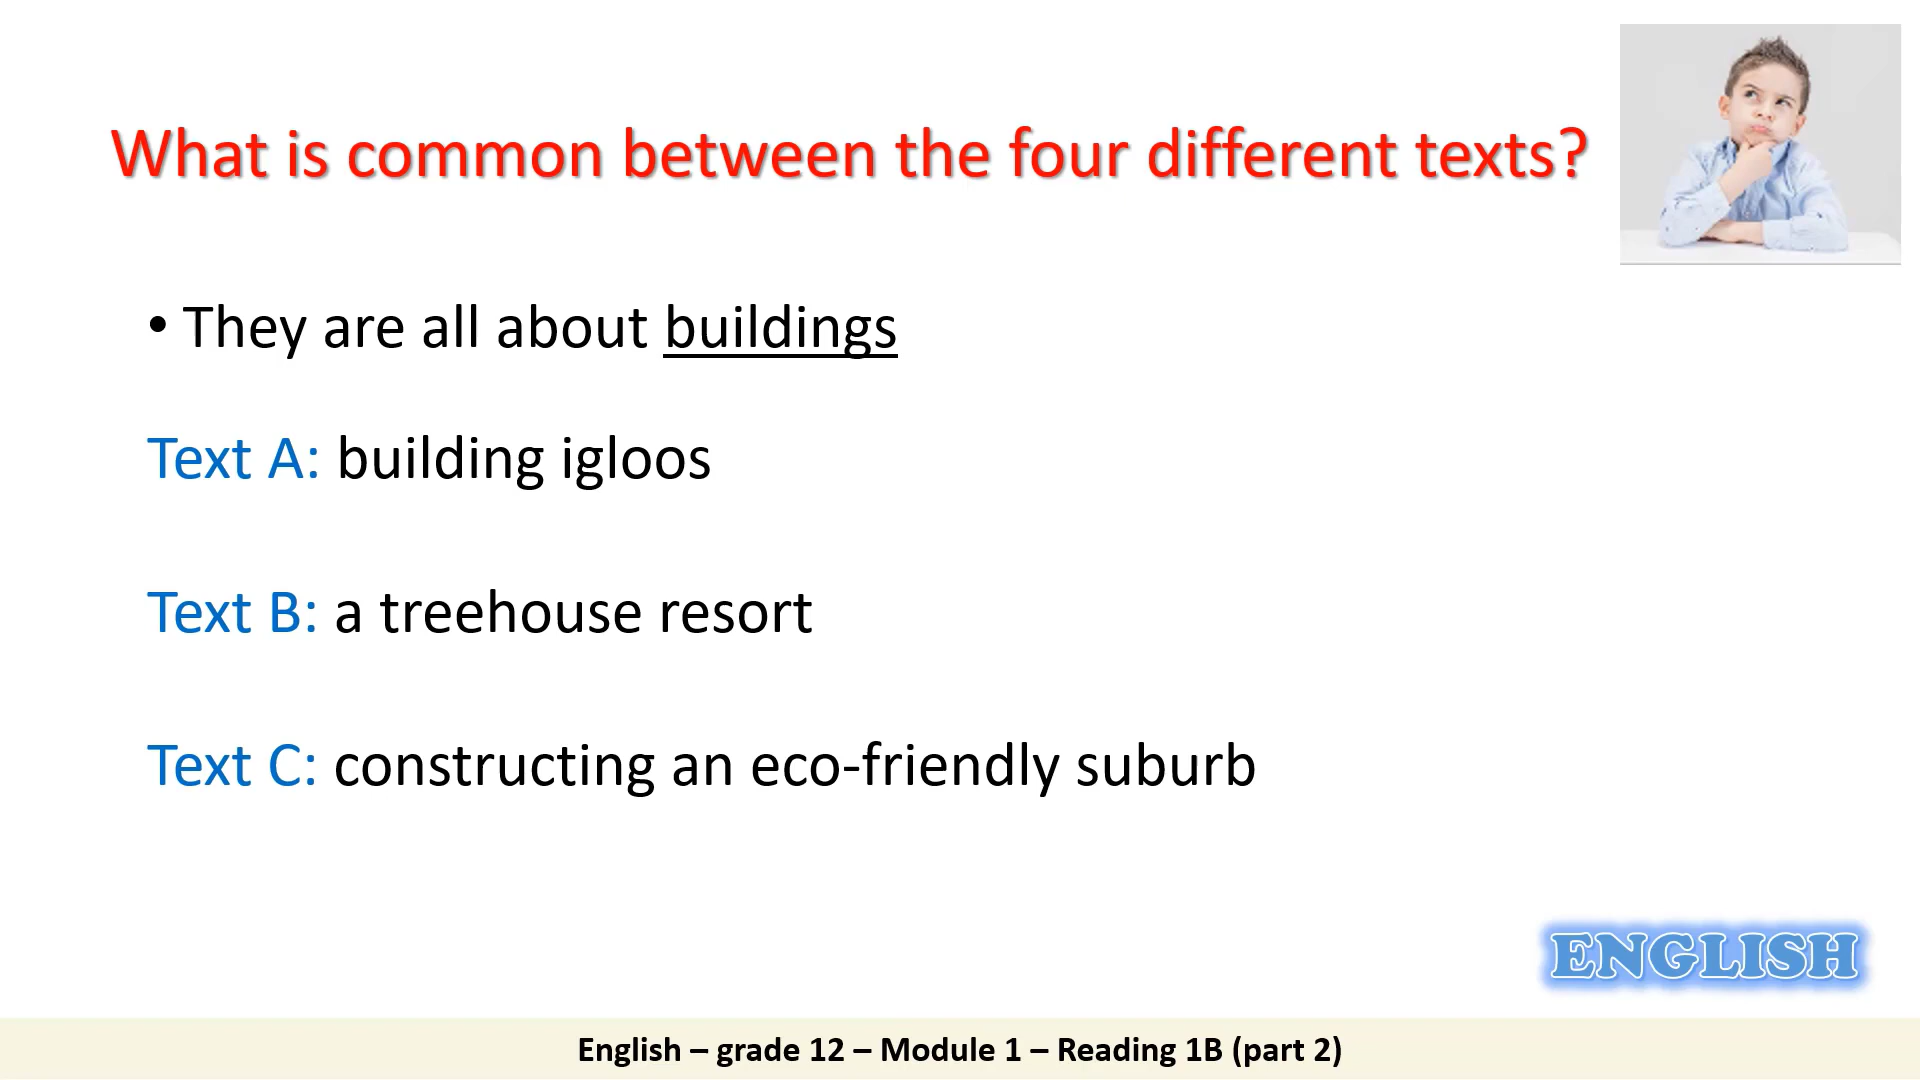 What is common between the four different texts?
• They are all about buildings
Text A: building igloos
Text B: a treehouse resort
Text C: constructing an eco-friendly suburb
ENGLISH
English – grade 12 – Module 1 – Reading 1B (part 2)